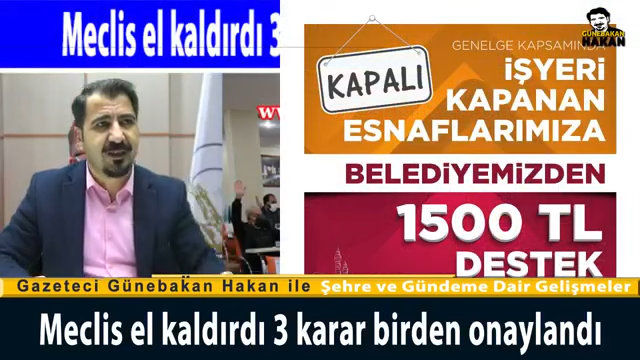 Meclis el kaldırdı 3
GÜNEBAKAN
HAKAN
GENELGE KAPSAMINDA
KAPALI
İŞYERİ
KAPANAN
ESNAFLARIMIZA
BELEDİYEMİZDEN
1500 TL
DESTEK
Gazeteci Günebakan Hakan ile Şehre ve Gündeme Dair Gelişmeler
Meclis el kaldırdı 3 karar birden onaylandı